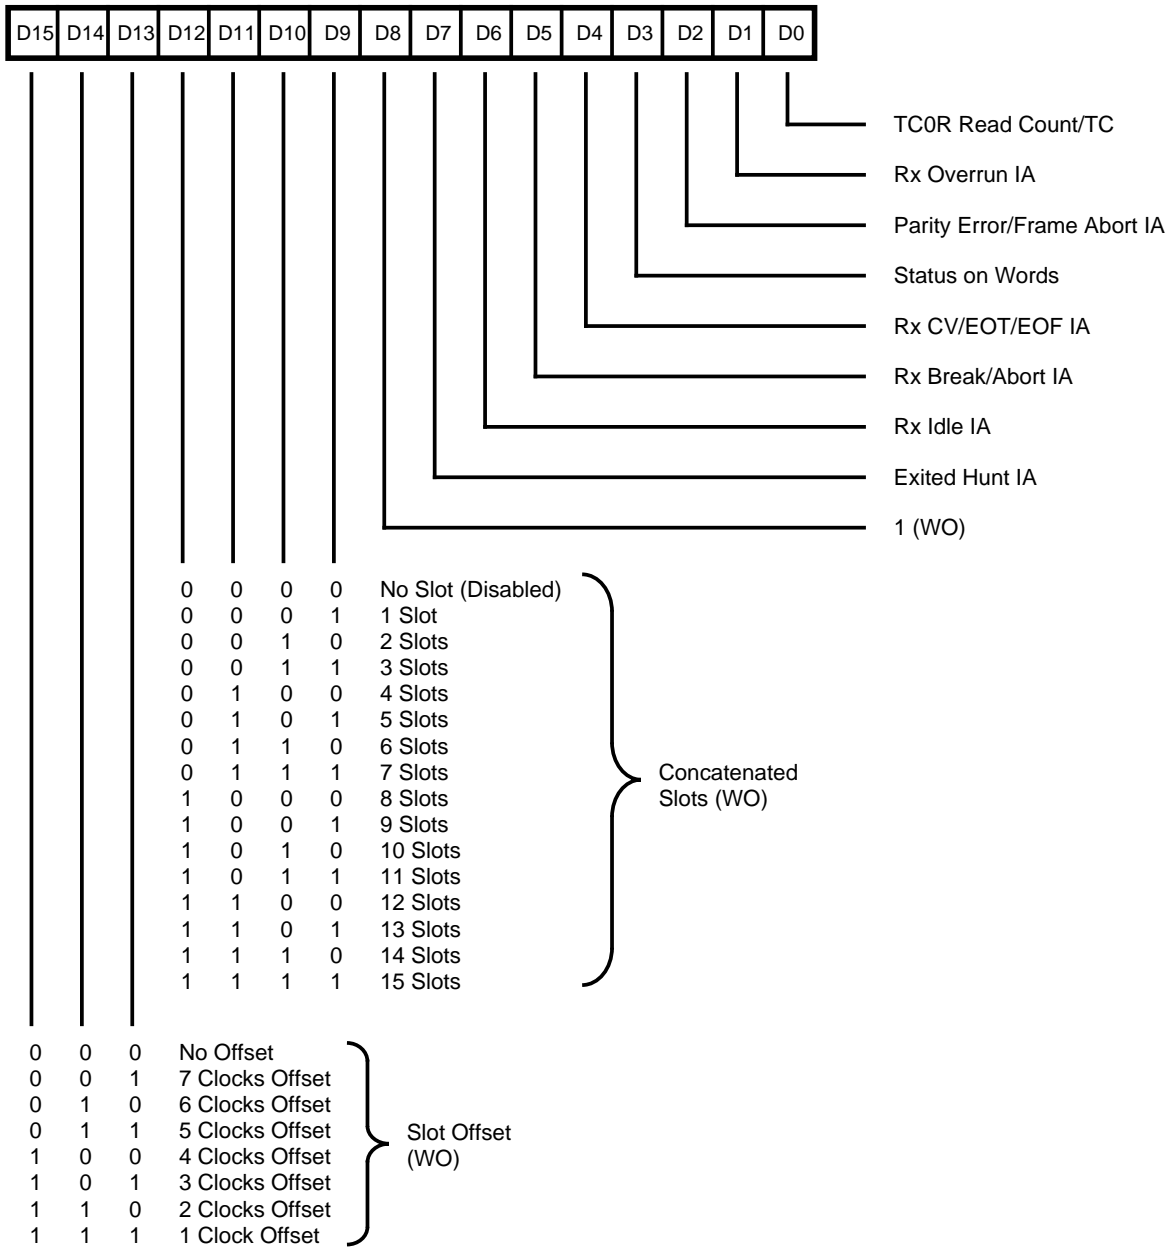 D15 D14 D13 D12 D11 D10 D9 D8 D7 D6 D5 D4 D3 D2 D1 D0
TC0R Read Count/TC
Rx Overrun IA
Parity Error/Frame Abort IA
Status on Words
Rx CV/EOT/EOF IA
Rx Break/Abort IA
Rx Idle IA
Exited Hunt IA
1 (WO)
0 0 0 0 No Slot (Disabled)
0 0 0 1 1 Slot
0 0 1 0 2 Slots
0 0 1 1 3 Slots
0 1 0 0 4 Slots
0 1 0 1 5 Slots
0 1 1 0 6 Slots
0 1 1 1 7 Slots
1 0 0 0 8 Slots
1 0 0 1 9 Slots
1 0 1 0 10 Slots
1 0 1 1 11 Slots
1 1 0 0 12 Slots
1 1 0 1 13 Slots
1 1 1 0 14 Slots
1 1 1 1 15 Slots
Concatenated
Slots (WO)
0 0 0 No Offset
0 0 1 7 Clocks Offset
0 1 0 6 Clocks Offset
0 1 1 5 Clocks Offset
1 0 0 4 Clocks Offset
1 0 1 3 Clocks Offset
1 1 0 2 Clocks Offset
1 1 1 1 Clock Offset
Slot Offset
(WO)